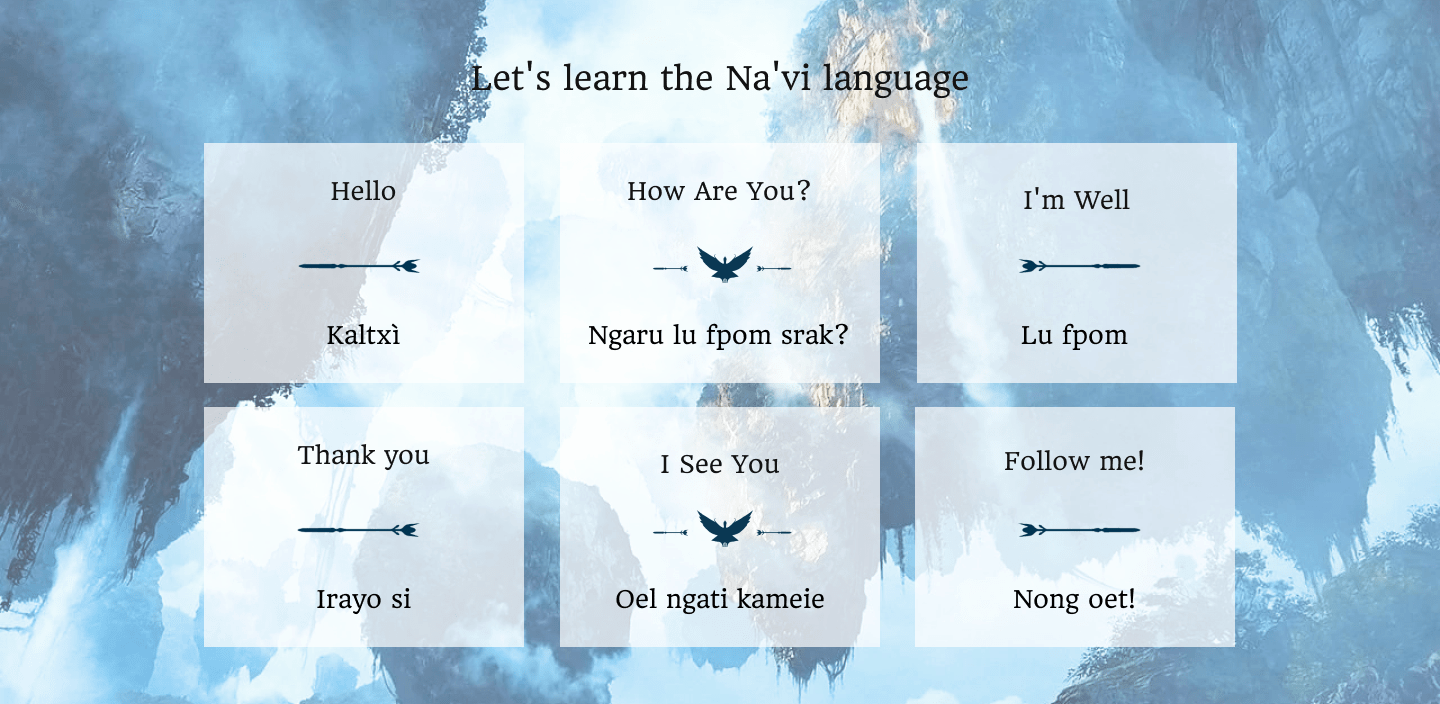 Let's learn the Na'vi language
Hello
Kaltxì
How Are You?
Ngaru lu fpom srak?
I'm Well
Lu fpom
Thank you
Irayo si
I See You
Oel ngati kameie
Follow me!
Nong oet!